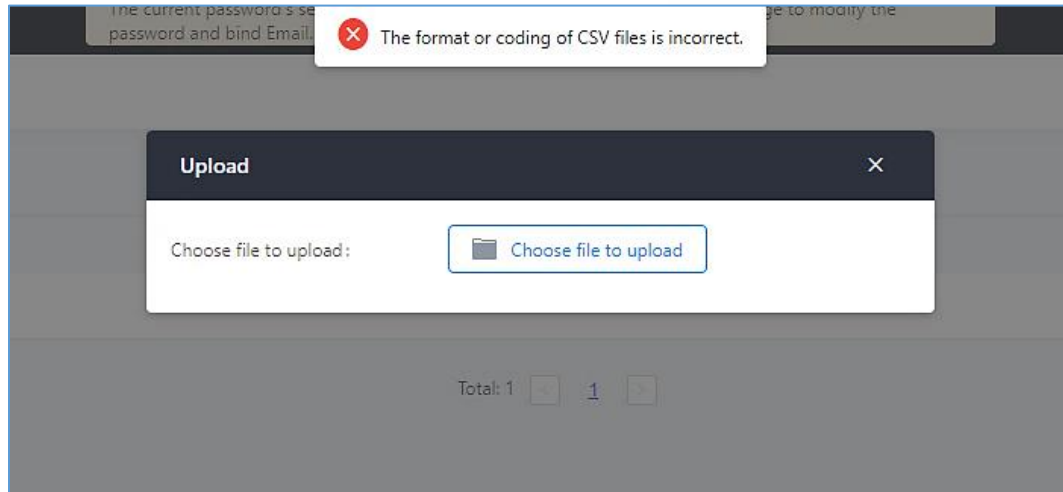 The current password's se
ge to modify the
password and bind Email.
The format or coding of CSV files is incorrect.
Upload
Choose file to upload:
Choose file to upload
Total: 1
1